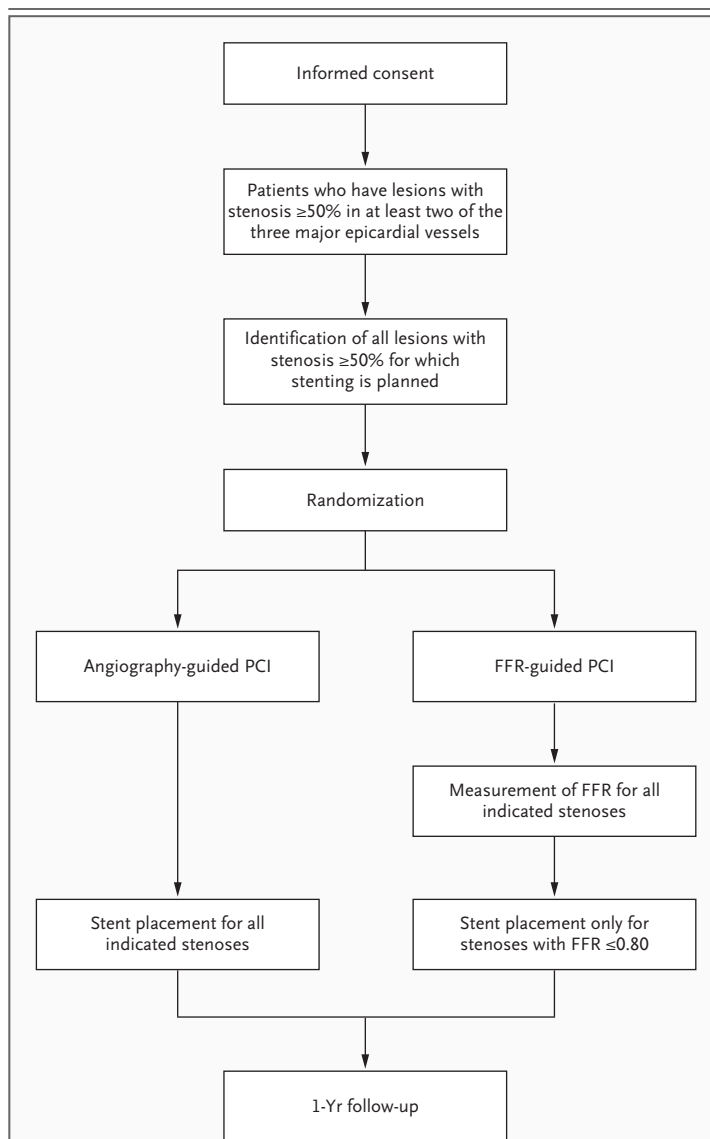 Informed consent
Patients who have lesions with
stenosis ≥50% in at least two of the
three major epicardial vessels
Identification of all lesions with
stenosis ≥50% for which
stenting is planned
Randomization
Angiography-guided PCI
FFR-guided PCI
Measurement of FFR for all
indicated stenoses
Stent placement for all
indicated stenoses
Stent placement only for
stenoses with FFR ≤0.80
1-Yr follow-up